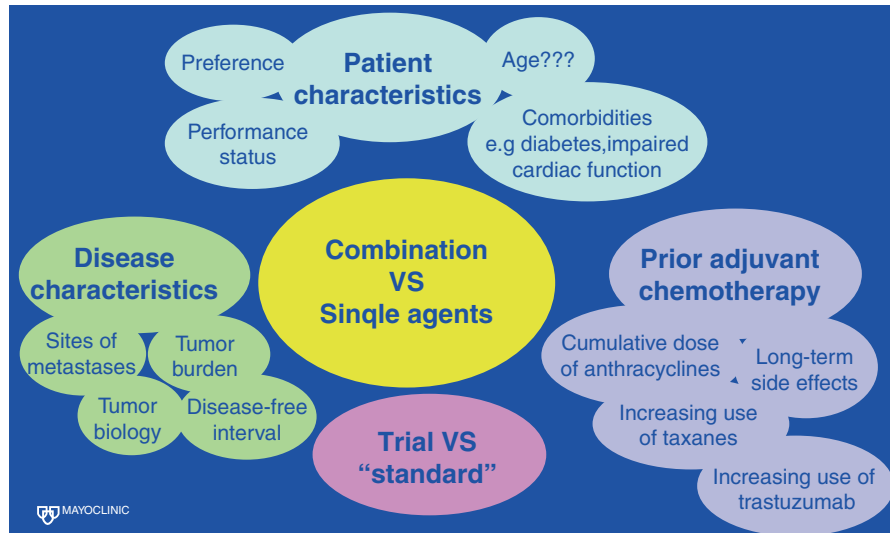 Preference
Patient
characteristics
Age???
Performance
status
Comorbidities
e.g diabetes,impaired
cardiac function
Combination
VS
Sinqle agents
Disease
characteristics
Sites of
metastases
Tumor
burden
Tumor
biology
Disease-free
interval
Prior adjuvant
chemotherapy
Cumulative dose
of anthracyclines
Long-term
side effects
Increasing use
of taxanes
Increasing use of
trastuzumab
Trial VS
“standard”
MAYOCLINIC